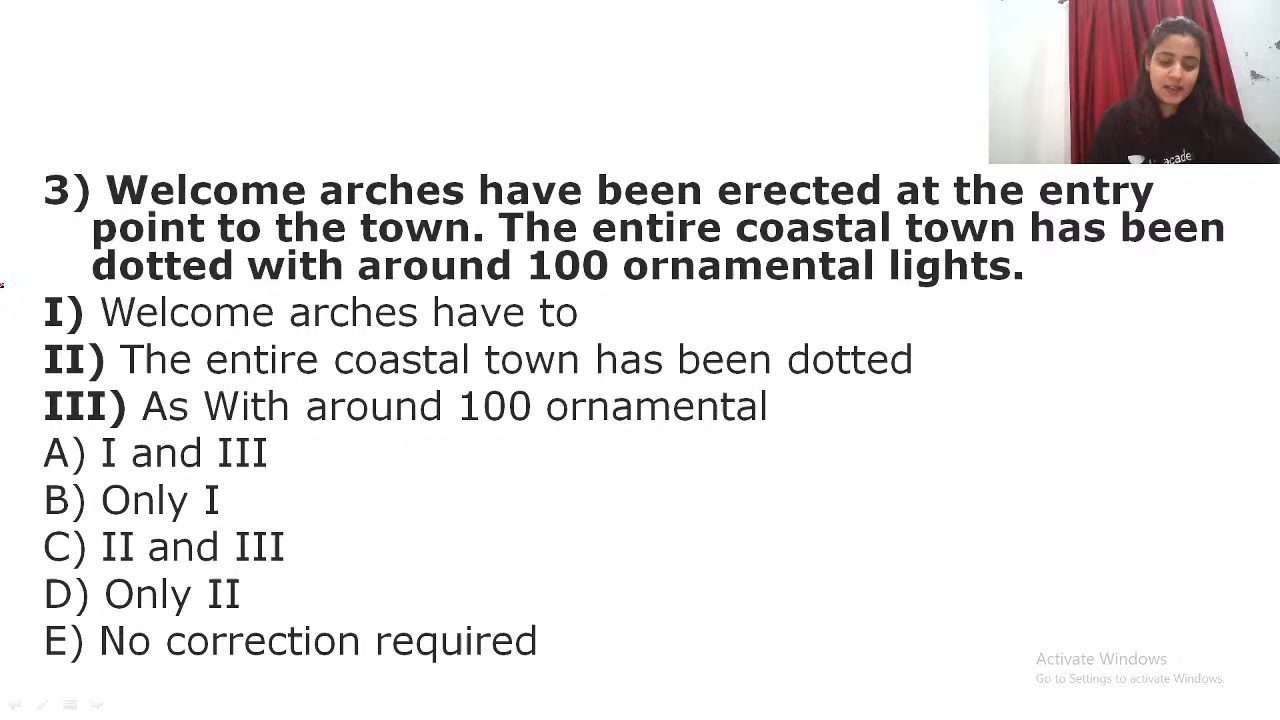 3) Welcome arches have been erected at the entry
point to the town. The entire coastal town has been
dotted with around 100 ornamental lights.
I) Welcome arches have to
II) The entire coastal town has been dotted
III) As With around 100 ornamental
A) I and III
B) Only I
C) II and III
D) Only II
E) No correction required
Activate Windows
Go to Settings to activate Windows.